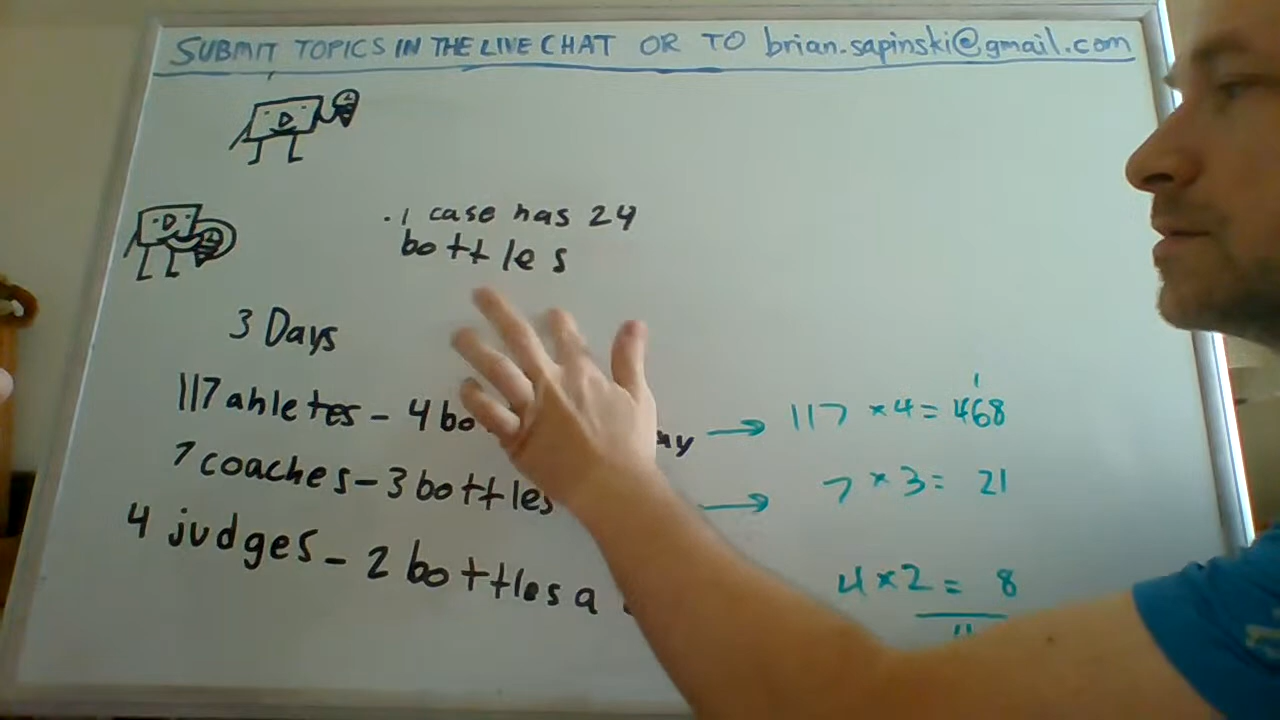 SUBMIT TOPICS IN THE LIVE CHAT OR TO brian.sapinski@gmail.com
. 1 case has 24
bottles
3 Days
117 ahletes - 4 bo ay → 117 × 4 = 468
1
7 coaches - 3 bottles → 7 × 3 = 21
4 judges - 2 bottles a
4 × 2 = 8